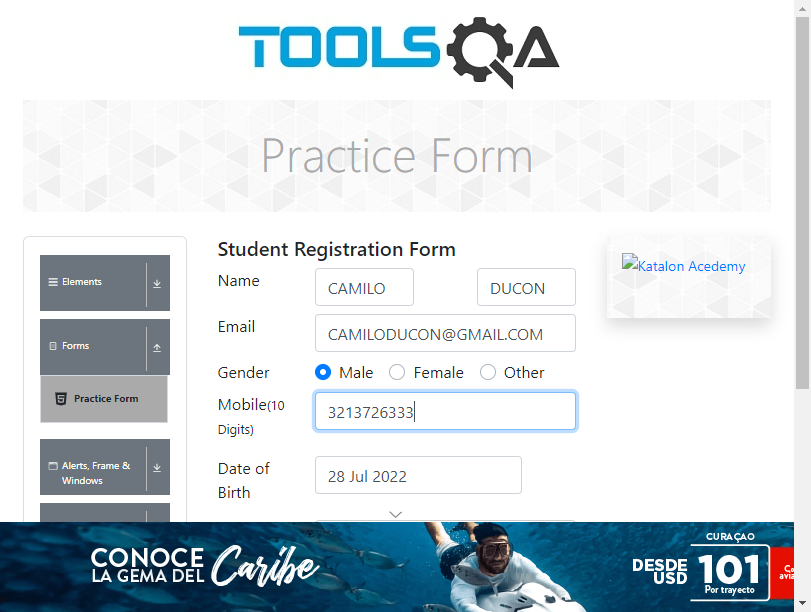 TOOLSQA
Practice Form
Elements
Forms
Practice Form
Alerts, Frame &
Windows
Student Registration Form
Name
CAMILO
DUCON
Email
CAMILODUCON@GMAIL.COM
Gender
Male
Female
Other
Mobile(10
Digits)
3213726333
Date of
Birth
28 Jul 2022
Katalon Acedemy
CONOCE
LA GEMA DEL
Caribe
CURAÇAO
DESDE
USD
101
Por trayecto